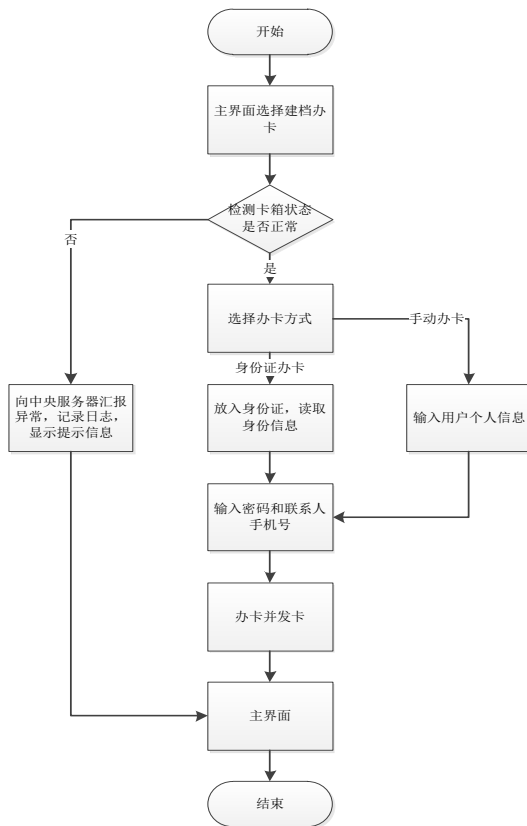 开始
主界面选择建档办
卡
检测卡箱状态
是否正常
否
是
选择办卡方式
手动办卡
身份证办卡
向中央服务器汇报
异常，记录日志，
显示提示信息
放入身份证，读取
身份信息
输入用户个人信息
输入密码和联系人
手机号
办卡并发卡
主界面
结束